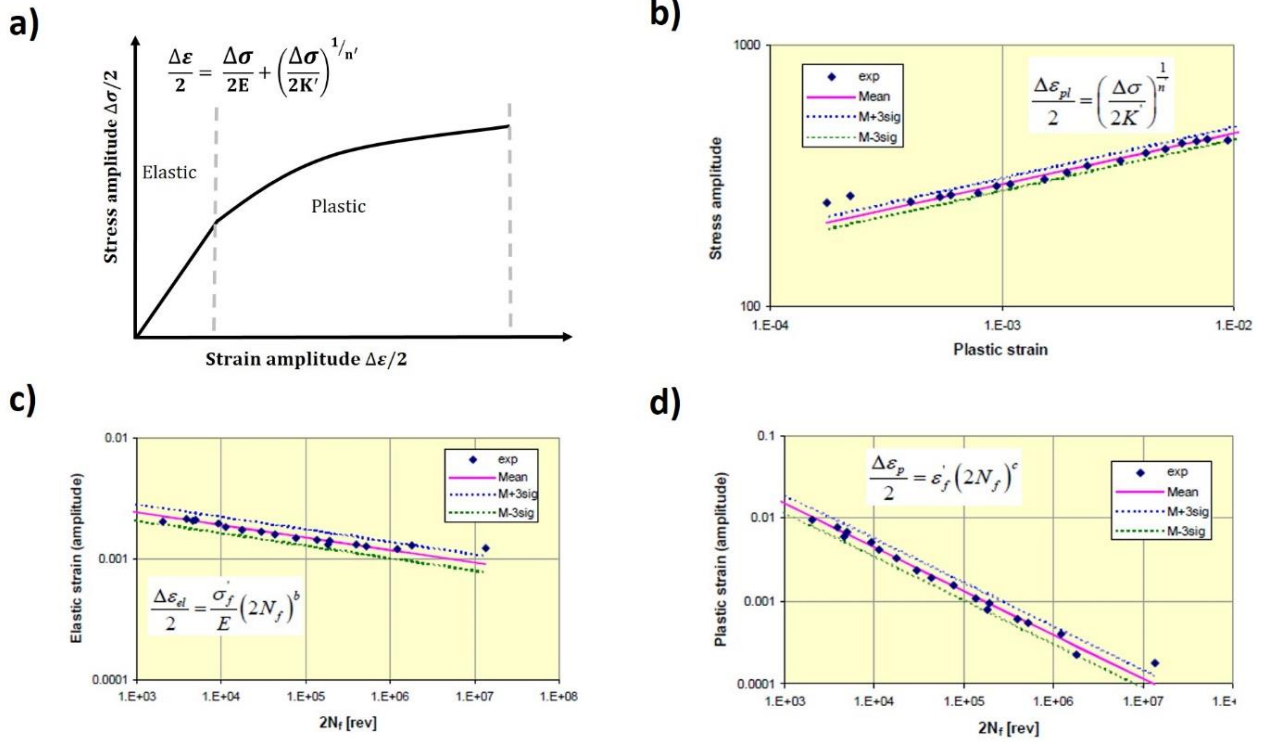 a)
Stress amplitude Δσ/2
Δε/2 = Δσ/2E + (Δσ/2K′)^1/n′
Elastic
Plastic
Strain amplitude Δε/2
b)
Stress amplitude
1000
100
exp
Mean
M+3sig
M-3sig
Δε_pl/2 = (Δσ/2K')^1/n'
1.E-04
1.E-03
1.E-02
Plastic strain
c)
Elastic strain (amplitude)
0.01
0.001
0.0001
exp
Mean
M+3sig
M-3sig
Δε_el/2 = σ'_f/E (2N_f)^b
1.E+03
1.E+04
1.E+05
1.E+06
1.E+07
1.E+08
2N_f [rev]
d)
Plastic strain (amplitude)
0.1
0.01
0.001
0.0001
Δε_p/2 = ε'_f (2N_f)^c
exp
Mean
M+3sig
M-3sig
1.E+03
1.E+04
1.E+05
1.E+06
1.E+07
2N_f [rev]